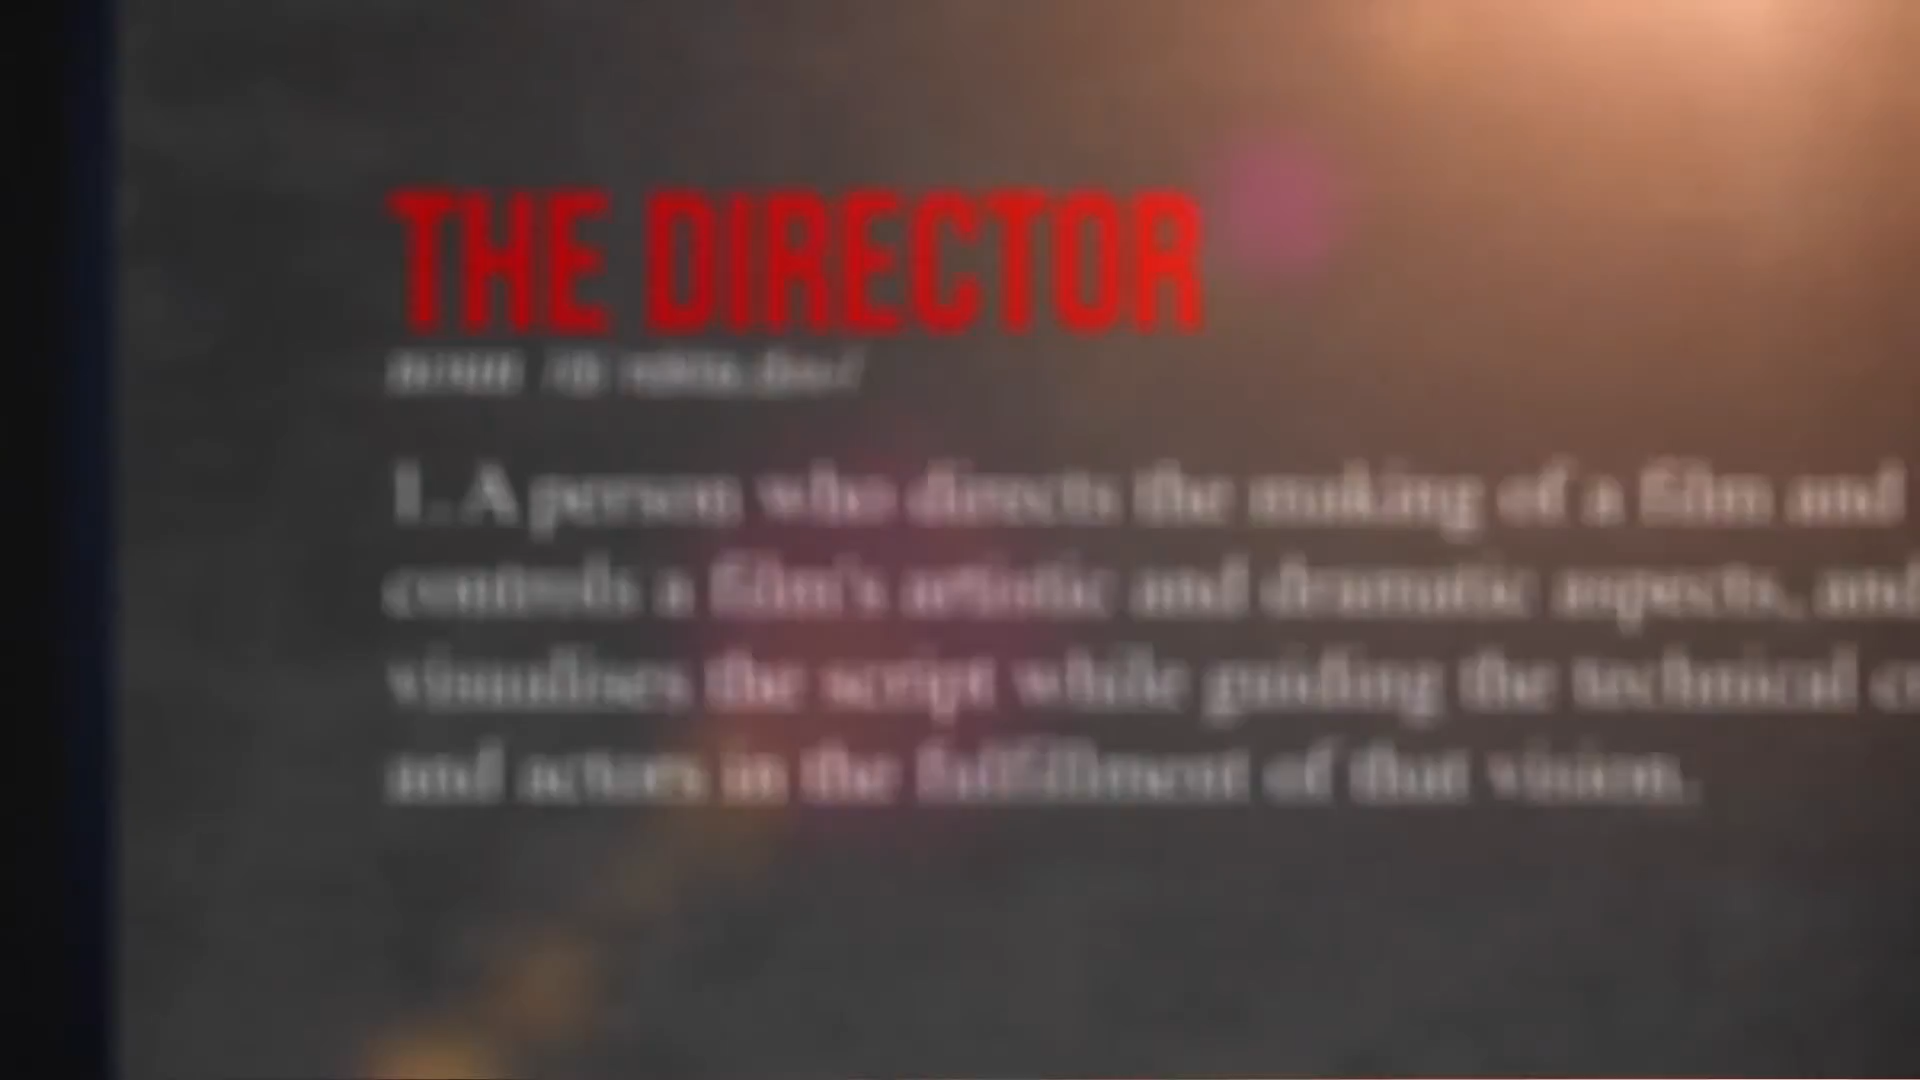 THE DIRECTOR
1. A person who directs the making of a film and
controls a film's artistic and dramatic aspects, and
visualises the script while guiding the technical
and actors in the fulfillment of that vision.